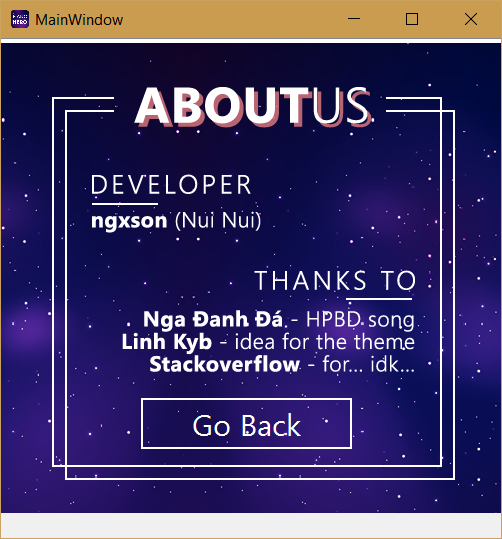 MainWindow
ABOUTUS
DEVELOPER
ngxson (Nui Nui)
THANKS TO
Nga Đanh Đá - HPBD song
Linh Kyb - idea for the theme
Stackoverflow - for... idk...
Go Back